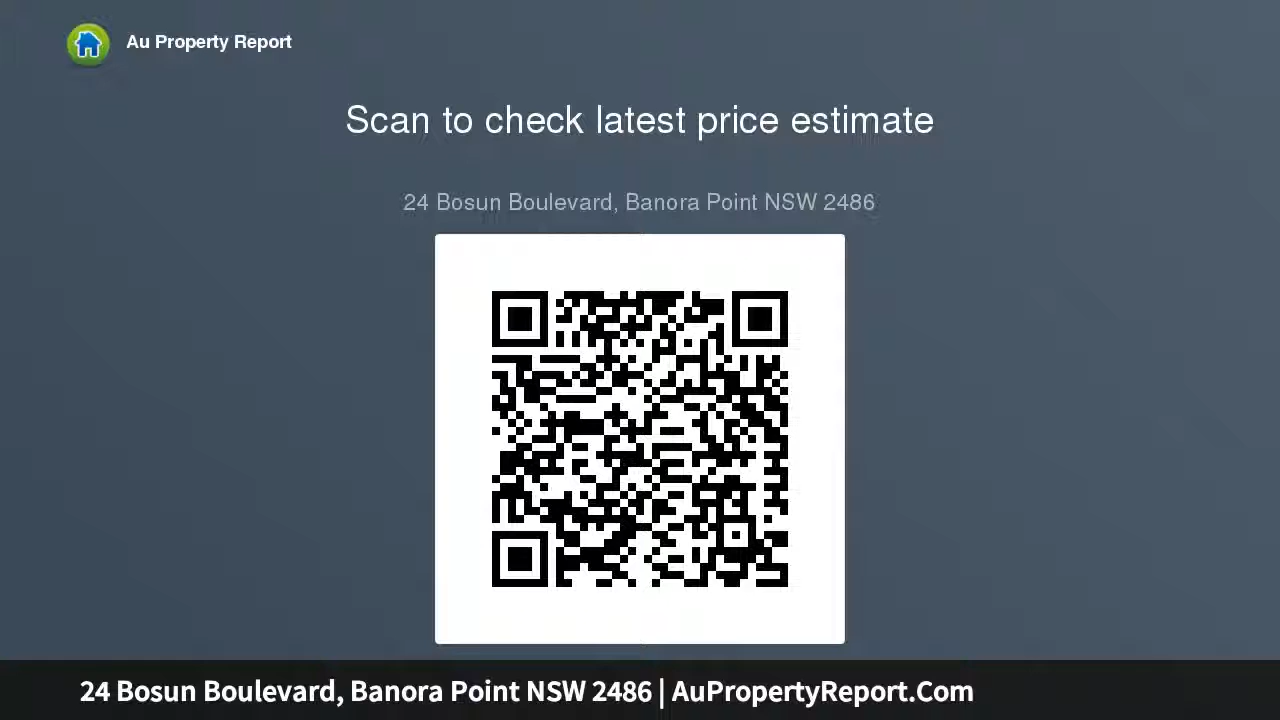 Au Property Report
Scan to check latest price estimate
24 Bosun Boulevard, Banora Point NSW 2486
24 Bosun Boulevard, Banora Point NSW 2486 | AuPropertyReport.Com